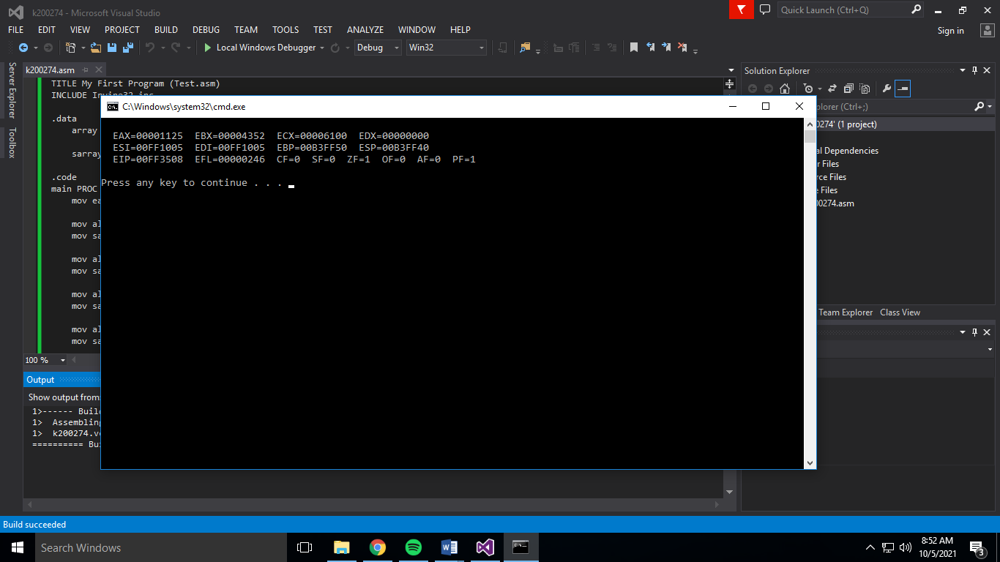 k200274 - Microsoft Visual Studio
Quick Launch (Ctrl+Q)
FILE EDIT VIEW PROJECT BUILD DEBUG TEAM TOOLS TEST ANALYZE WINDOW HELP
Sign in
Local Windows Debugger Debug Win32
Server Explorer
Toolbox
k200274.asm
TITLE My First Program (Test.asm)
INCLUDE Irvine32.inc
.data
array
sarray
.code
main PROC
mov ea
mov al
mov sa
mov al
mov sa
mov al
mov sa
mov al
mov sa
100 %
C:\Windows\system32\cmd.exe
EAX=00001125 EBX=00004352 ECX=00006100 EDX=00000000
ESI=00FF1005 EDI=00FF1005 EBP=00B3FF50 ESP=00B3FF40
EIP=00FF3508 EFL=00000246 CF=0 SF=0 ZF=1 OF=0 AF=0 PF=1
Press any key to continue . . .
Solution Explorer
plorer (Ctrl+;)
0274' (1 project)
al Dependencies
r Files
rce Files
e Files
00274.asm
Team Explorer Class View
Output
Show output from:
1>------ Build
1> Assembling
1> k200274.v
========== Bui
Build succeeded
Search Windows
8:52 AM
10/5/2021
3